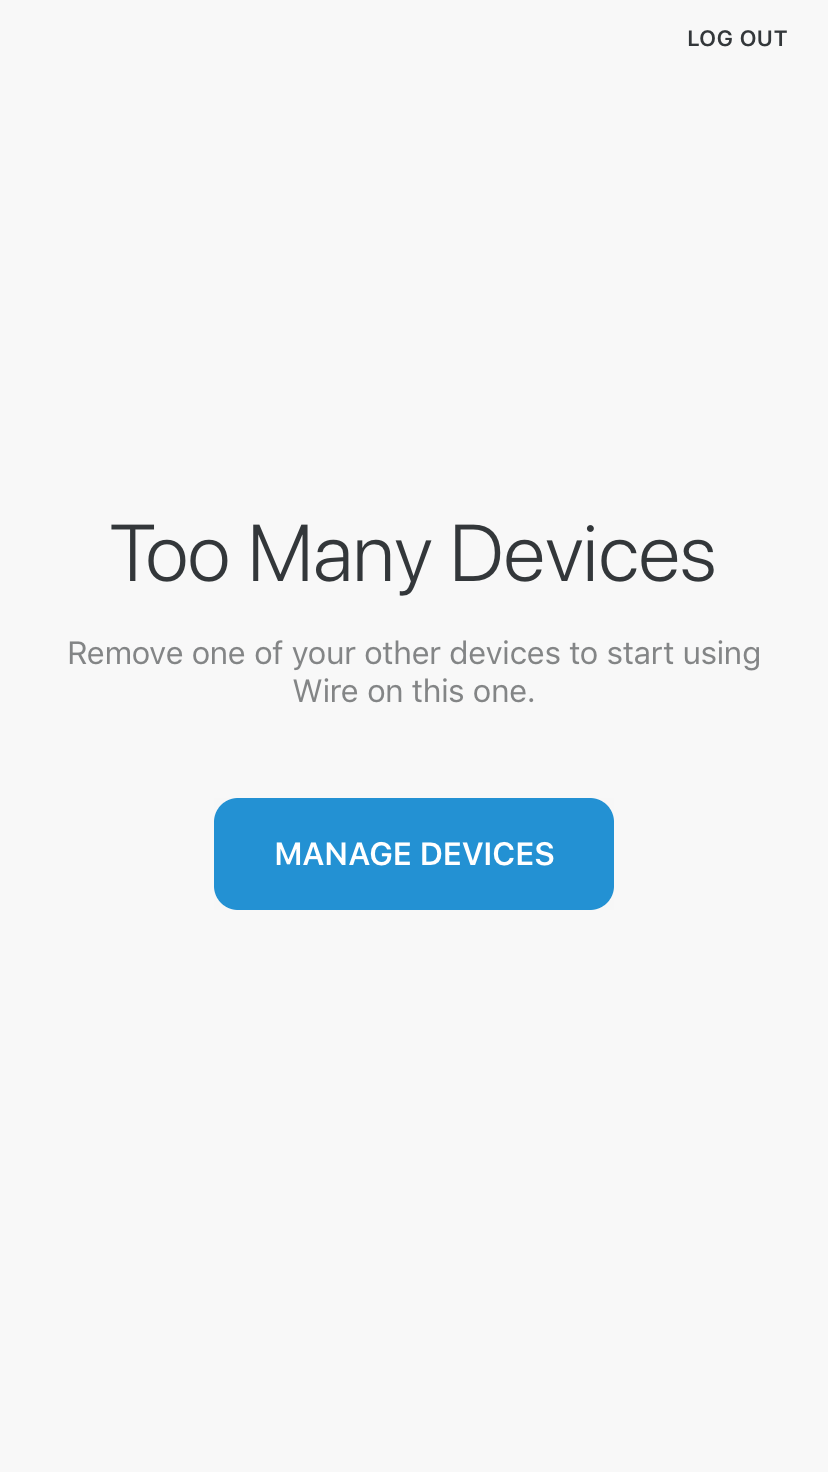 LOG OUT
Too Many Devices
Remove one of your other devices to start using
Wire on this one.
MANAGE DEVICES